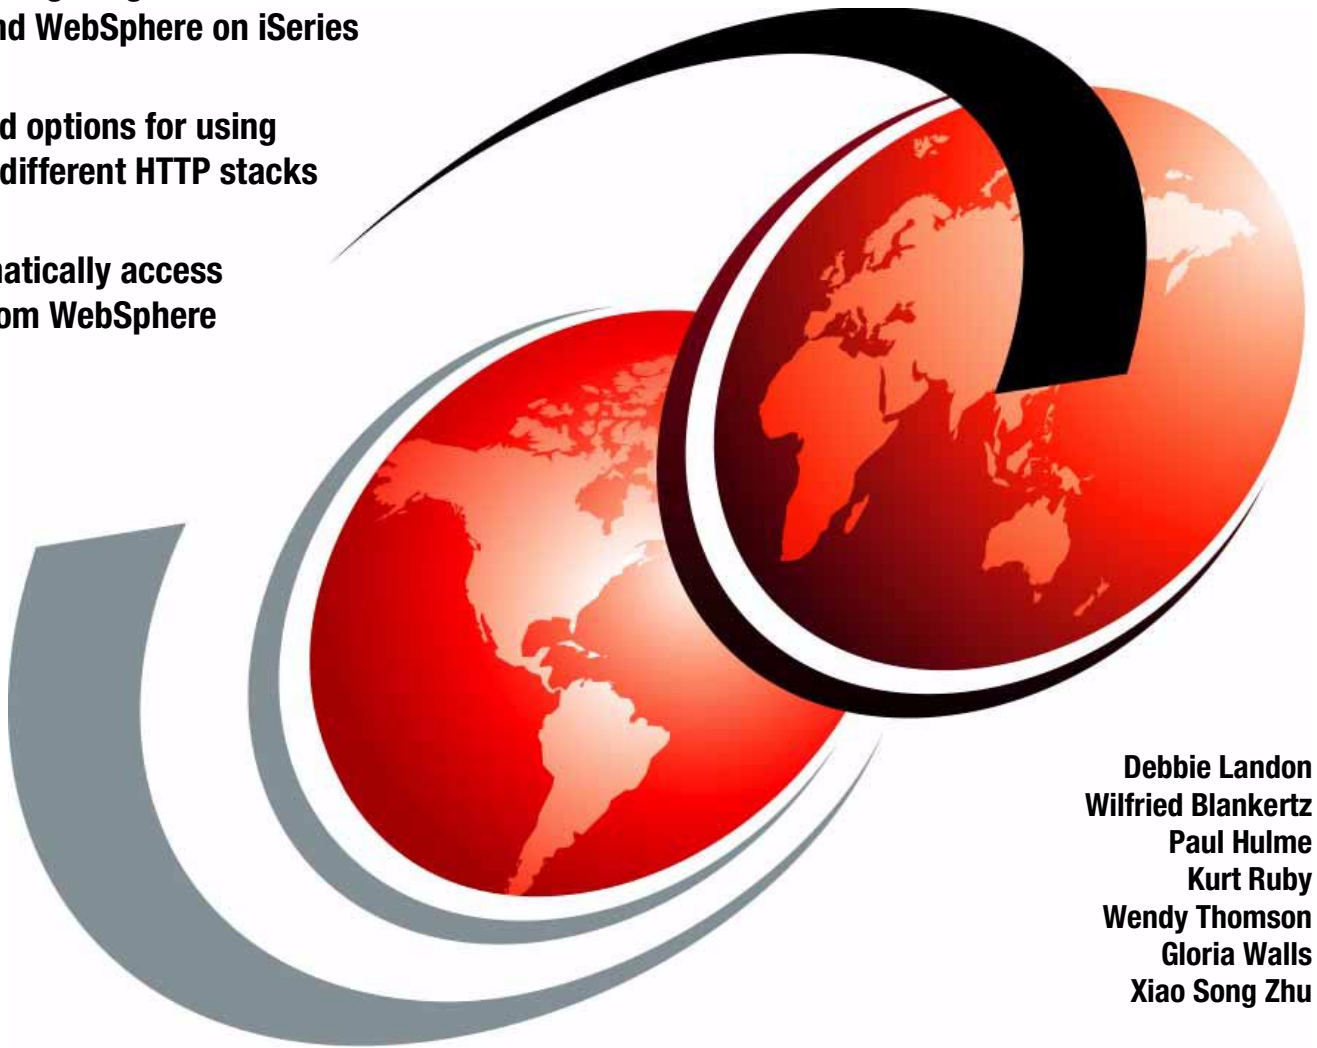 nd WebSphere on iSeries
d options for using
different HTTP stacks
natically access
om WebSphere
Debbie Landon
Wilfried Blankertz
Paul Hulme
Kurt Ruby
Wendy Thomson
Gloria Walls
Xiao Song Zhu